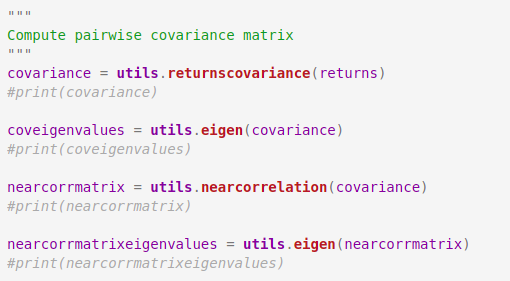 """
Compute pairwise covariance matrix
"""
covariance = utils.returnscovariance(returns)
#print(covariance)
coveigenvalues = utils.eigen(covariance)
#print(coveigenvalues)
nearcorrmatrix = utils.nearcorrelation(covariance)
#print(nearcorrmatrix)
nearcorrmatrixeigenvalues = utils.eigen(nearcorrmatrix)
#print(nearcorrmatrixeigenvalues)